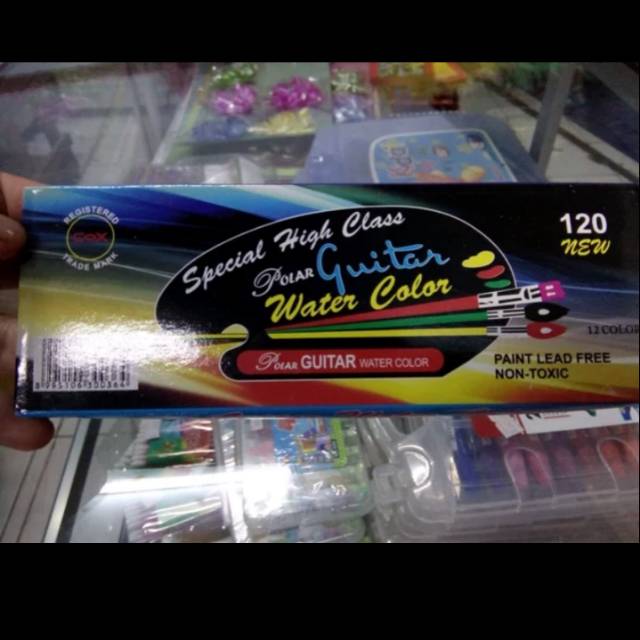 REGISTERED
TRADE MARK
Special High Class
POLAR Guitar
Water Color
POLAR GUITAR WATER COLOR
120
NEW
12 COLOR
PAINT LEAD FREE
NON-TOXIC